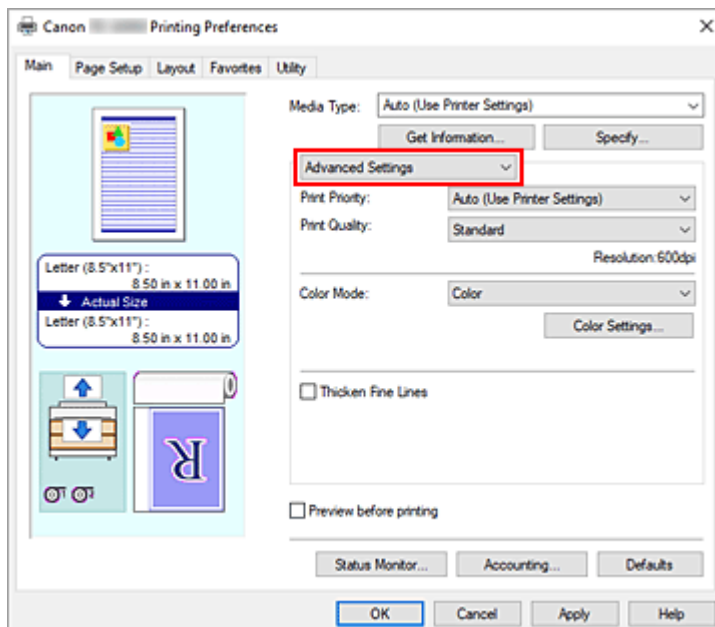 Canon Printing Preferences
Main Page Setup Layout Favorites Utility
Media Type: Auto (Use Printer Settings)
Get Information... Specify...
Advanced Settings
Print Priority: Auto (Use Printer Settings)
Print Quality: Standard
Resolution:600dpi
Letter (8.5"x11") :
8.50 in x 11.00 in
Actual Size
Letter (8.5"x11") :
8.50 in x 11.00 in
Color Mode: Color
Color Settings...
Thicken Fine Lines
R
Preview before printing
Status Monitor... Accounting... Defaults
OK Cancel Apply Help